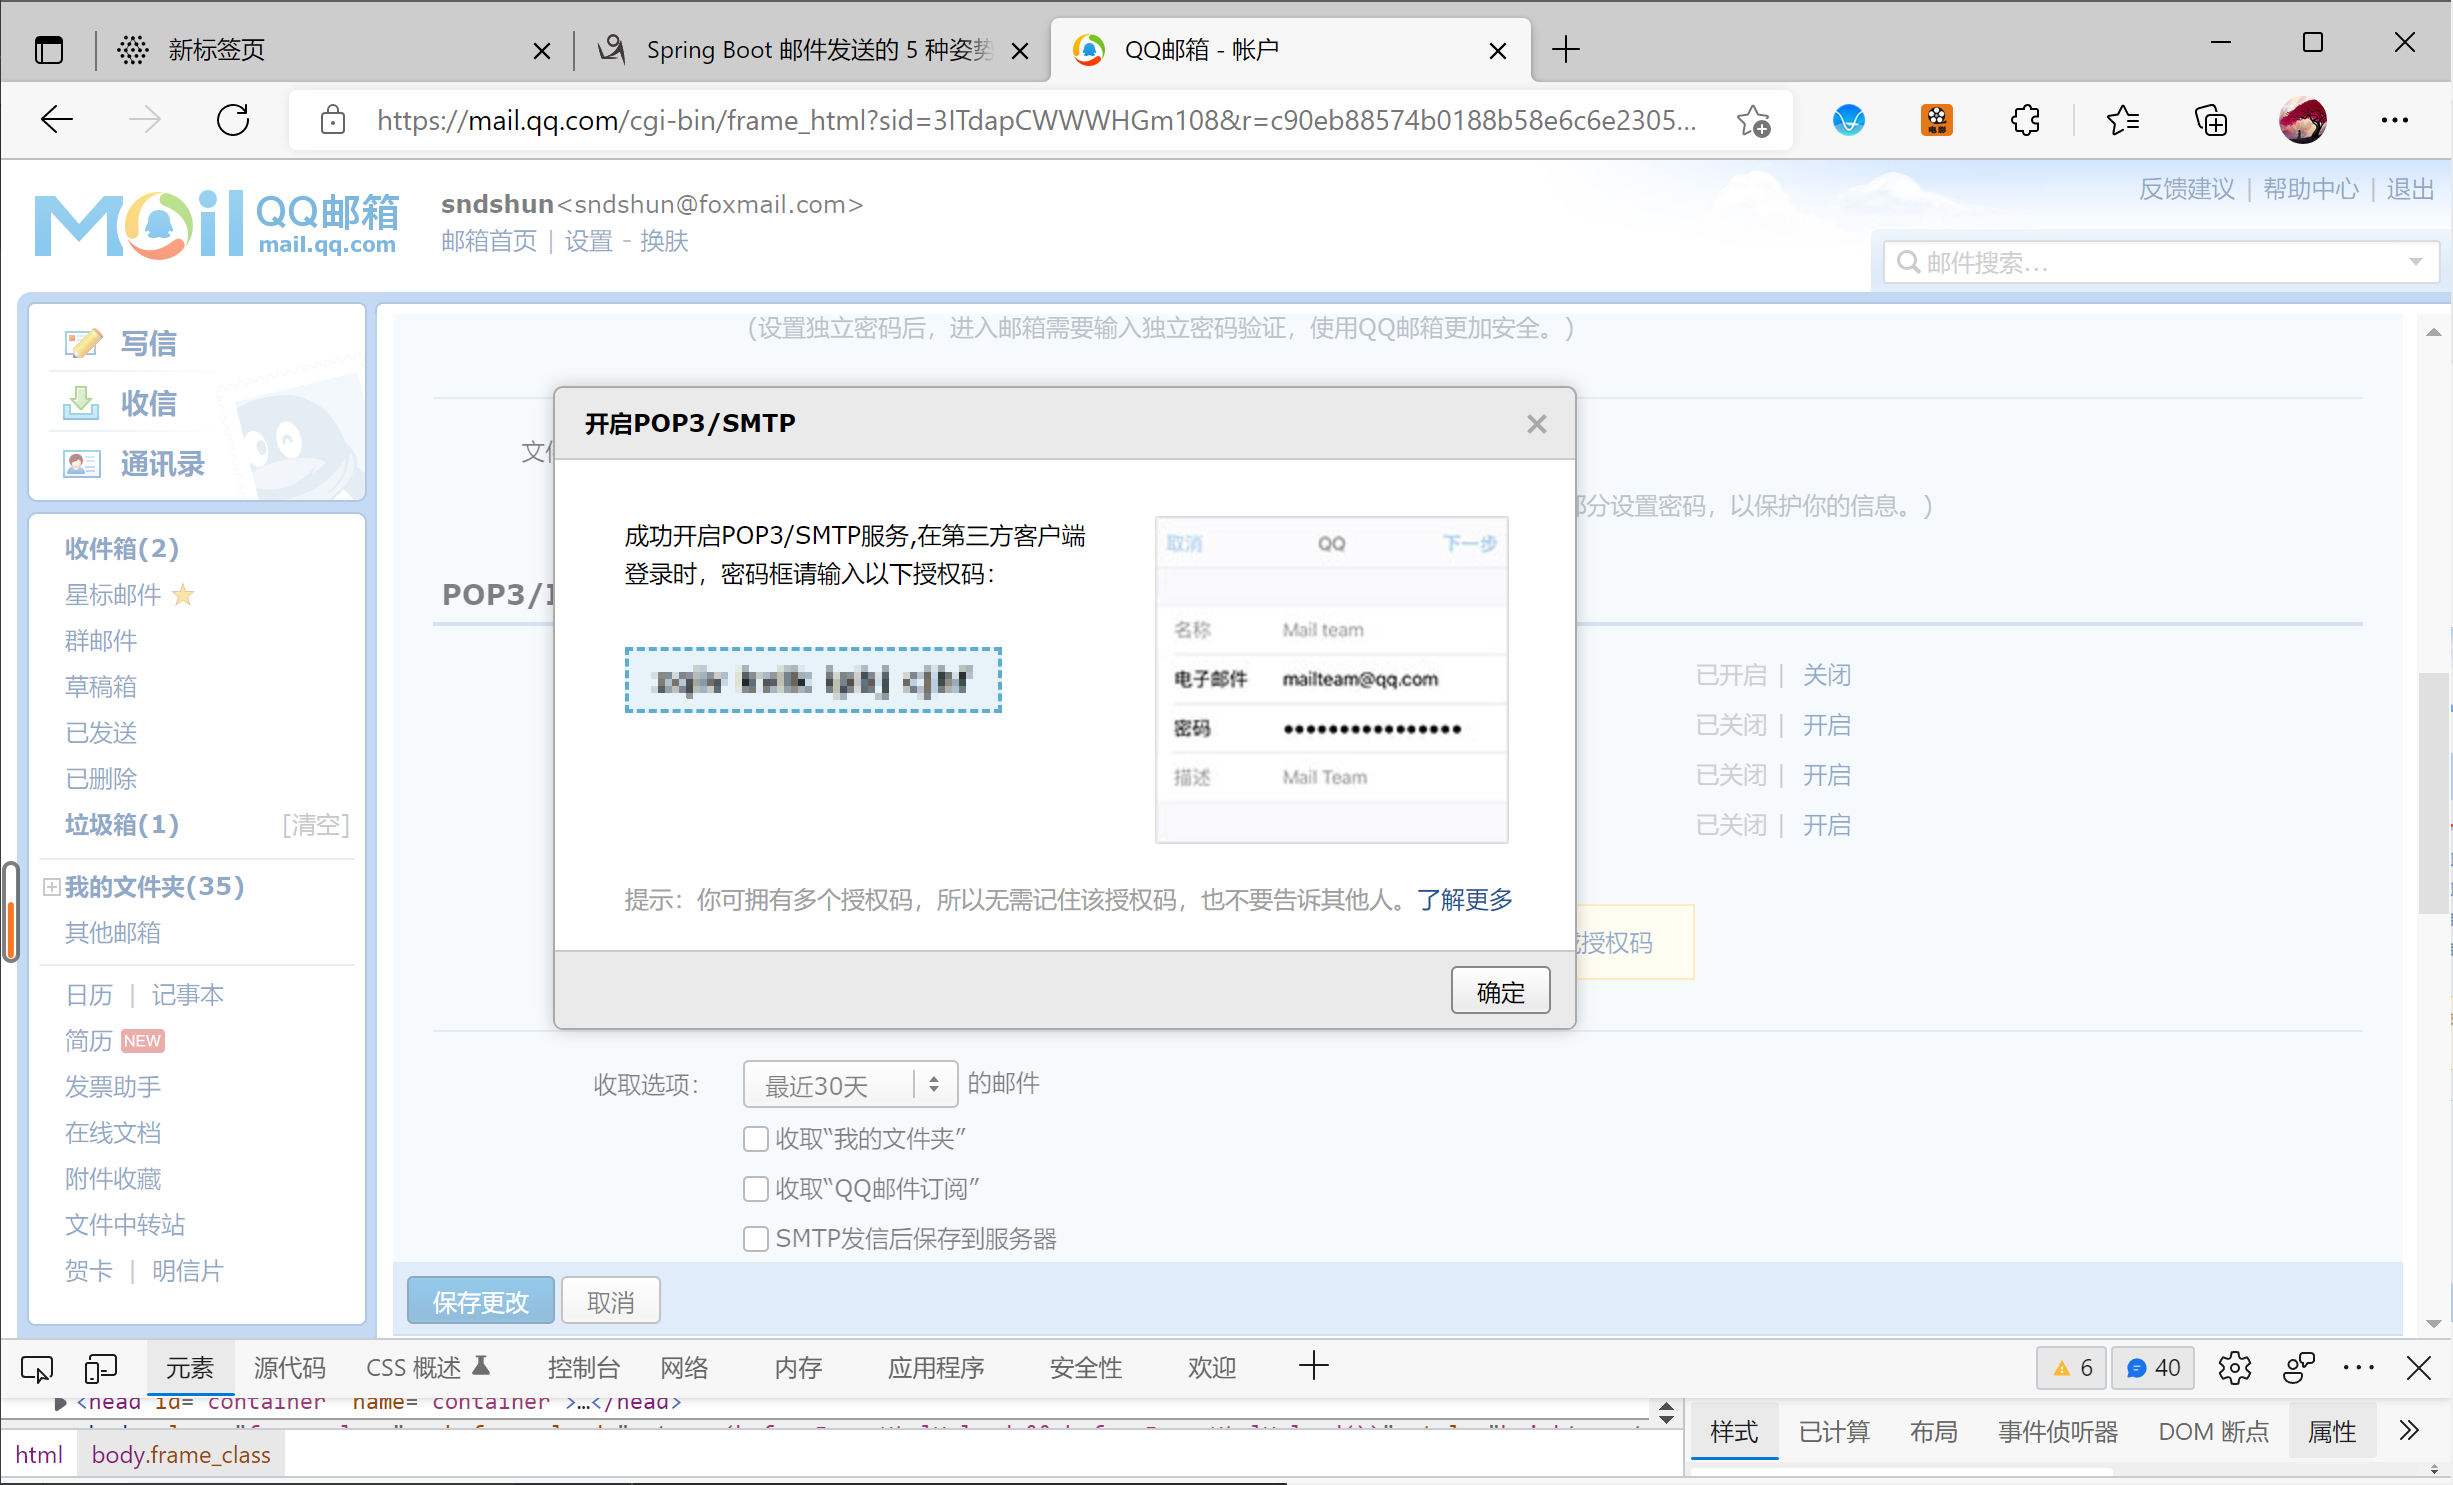 新标签页
Spring Boot 邮件发送的 5 种姿势
QQ邮箱 - 帐户
https://mail.qq.com/cgi-bin/frame_html?sid=3ITdapCWWWHGm108&r=c90eb88574b0188b58e6c6e2305...
Mail QQ邮箱
mail.qq.com
sndshun<sndshun@foxmail.com>
邮箱首页 | 设置 - 换肤
反馈建议 | 帮助中心 | 退出
邮件搜索...
写信
收信
通讯录
收件箱(2)
星标邮件
群邮件
草稿箱
已发送
已删除
垃圾箱(1) [清空]
我的文件夹(35)
其他邮箱
日历 | 记事本
简历 NEW
发票助手
在线文档
附件收藏
文件中转站
贺卡 | 明信片
(设置独立密码后，进入邮箱需要输入独立密码验证，使用QQ邮箱更加安全。)
部分设置密码，以保护你的信息。)
POP3/I
已开启 | 关闭
已关闭 | 开启
已关闭 | 开启
已关闭 | 开启
授权码
开启POP3/SMTP
成功开启POP3/SMTP服务,在第三方客户端
登录时，密码框请输入以下授权码：
取消 QQ 下一步
名称 Mail team
电子邮件 mailteam@qq.com
密码 ●●●●●●●●●●●●●●●●
描述 Mail Team
提示：你可拥有多个授权码，所以无需记住该授权码，也不要告诉其他人。了解更多
确定
收取选项： 最近30天 的邮件
收取“我的文件夹”
收取“QQ邮件订阅”
SMTP发信后保存到服务器
保存更改 取消
元素 源代码 CSS 概述 控制台 网络 内存 应用程序 安全性 欢迎
6 40
html body.frame_class
样式 已计算 布局 事件侦听器 DOM 断点 属性